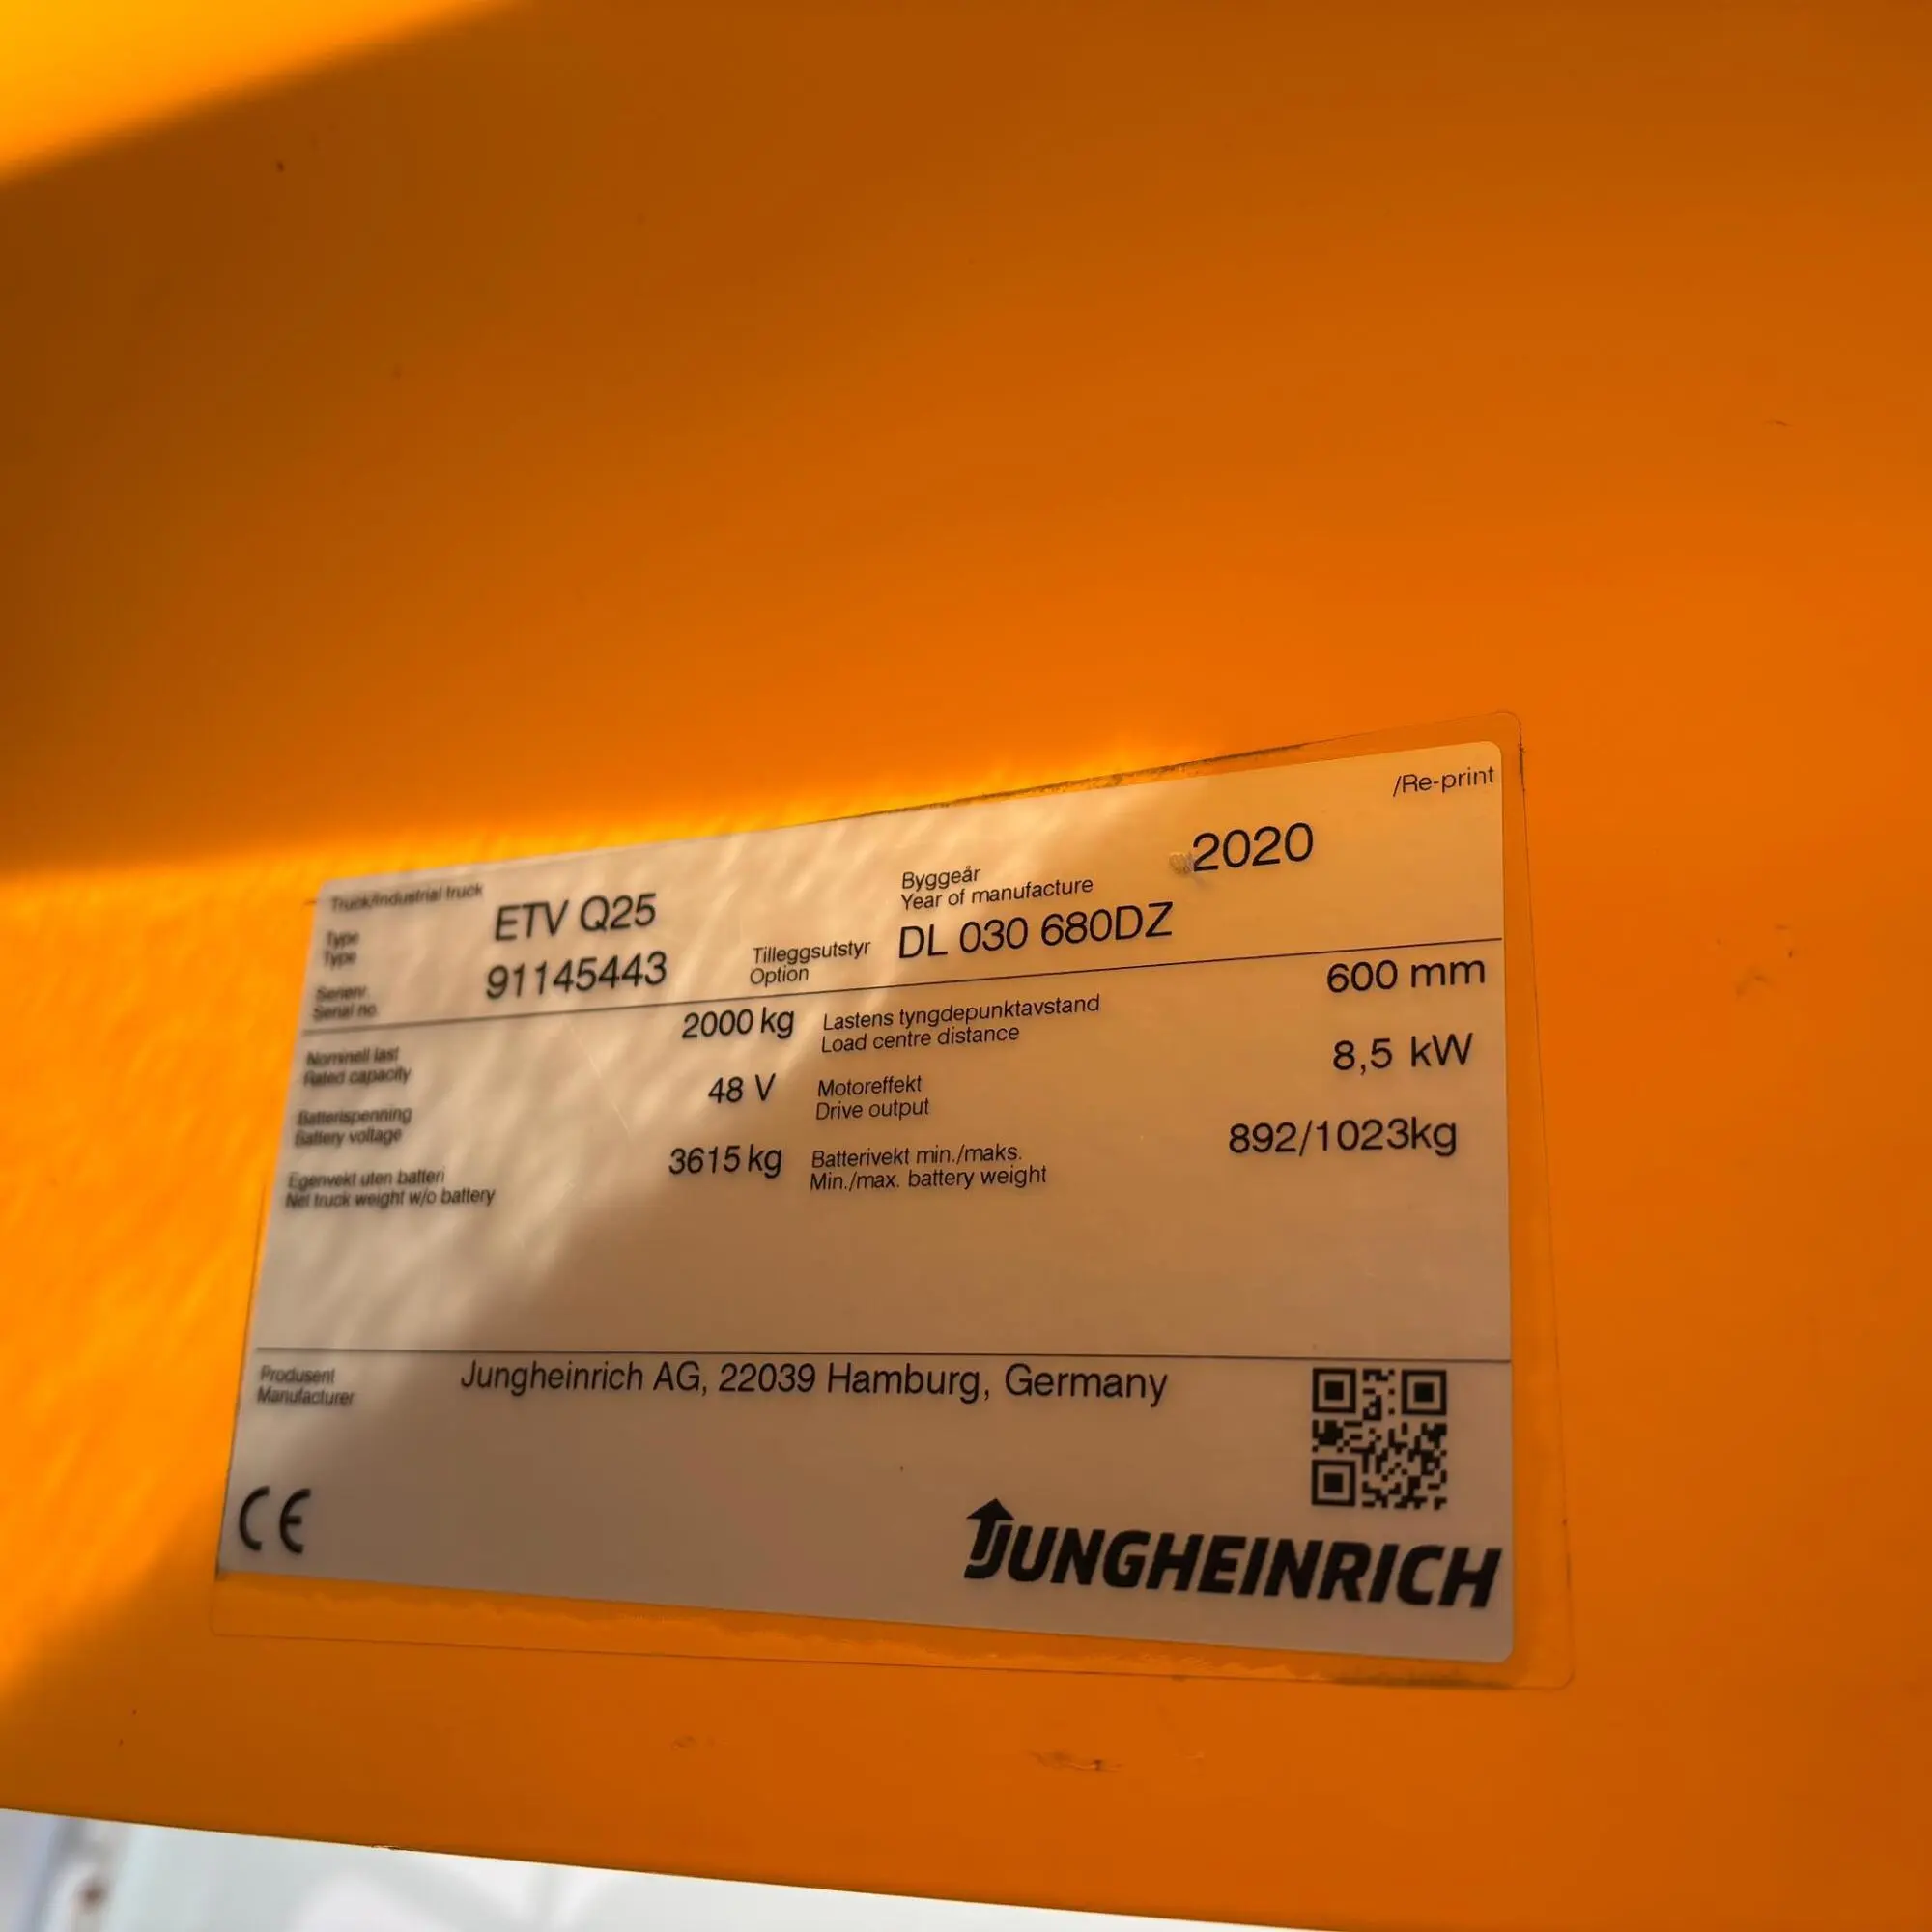 /Re-print
Truck/Industrial truck
Byggeår
Year of manufacture
2020
Type
Type
ETV Q25
Serienr.
Serial no.
91145443
Tilleggsutstyr
Option
DL 030 680DZ
Nominell last
Rated capacity
2000 kg
Lastens tyngdepunktavstand
Load centre distance
600 mm
Batterispenning
Battery voltage
48 V
Motoreffekt
Drive output
8,5 kW
Egenvekt uten batteri
Net truck weight w/o battery
3615 kg
Batterivekt min./maks.
Min./max. battery weight
892/1023kg
Produsent
Manufacturer
Jungheinrich AG, 22039 Hamburg, Germany
CE
JUNGHEINRICH